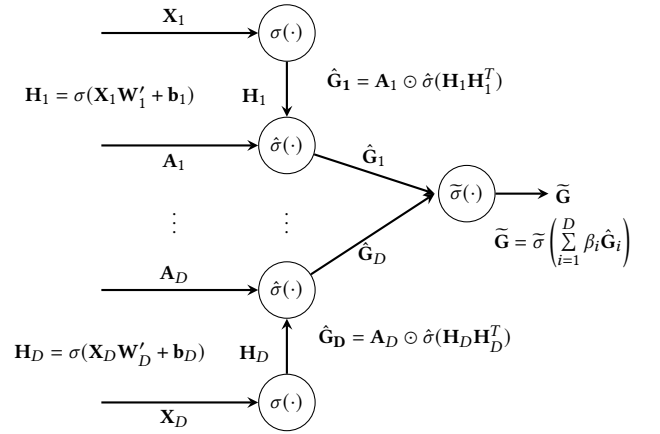 X₁
σ(·)
Ĝ₁ = A₁ ⊙ σ̂(H₁H₁ᵀ)
H₁ = σ(X₁W′₁ + b₁)
H₁
σ̂(·)
A₁
Ĝ₁
σ̃(·)
G̃
⋮
⋮
G̃ = σ̃ ( ∑ᵢ₌₁ᴰ βᵢĜᵢ )
Ĝ_D
A_D
σ̂(·)
Ĝ_D = A_D ⊙ σ̂(H_DH_Dᵀ)
H_D = σ(X_DW′_D + b_D)
H_D
σ(·)
X_D